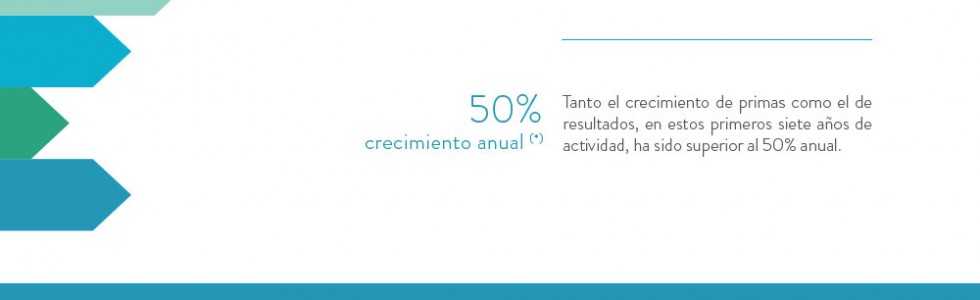 50%
crecimiento anual (*)
Tanto el crecimiento de primas como el de
resultados, en estos primeros siete años de
actividad, ha sido superior al 50% anual.